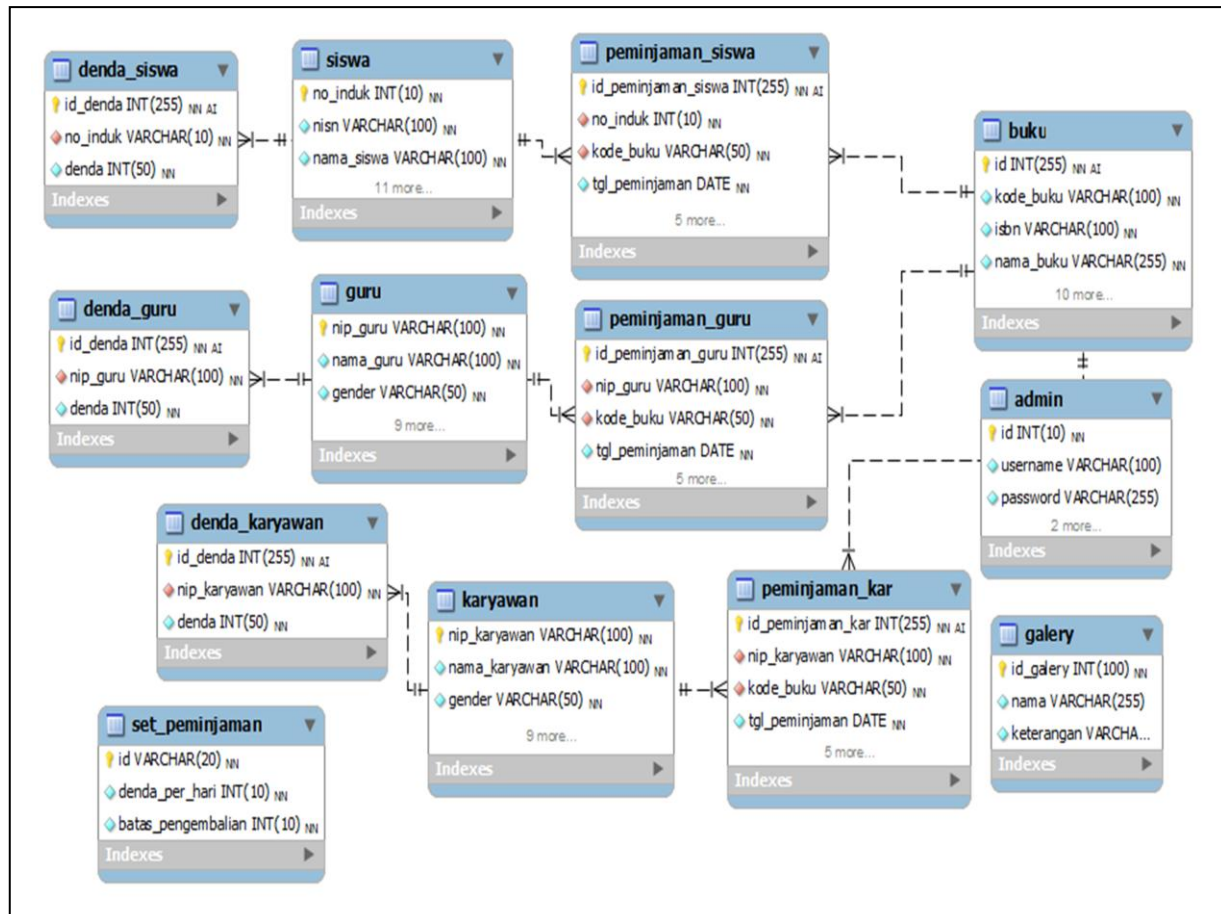 denda_siswa
id_denda INT(255) NN AI
no_induk VARCHAR(10) NN
denda INT(50) NN
Indexes
siswa
no_induk INT(10) NN
nisn VARCHAR(100) NN
nama_siswa VARCHAR(100) NN
11 more...
Indexes
peminjaman_siswa
id_peminjaman_siswa INT(255) NN AI
no_induk INT(10) NN
kode_buku VARCHAR(50) NN
tgl_peminjaman DATE NN
5 more...
Indexes
buku
id INT(255) NN AI
kode_buku VARCHAR(100) NN
isbn VARCHAR(100) NN
nama_buku VARCHAR(255) NN
10 more...
Indexes
denda_guru
id_denda INT(255) NN AI
nip_guru VARCHAR(100) NN
denda INT(50) NN
Indexes
guru
nip_guru VARCHAR(100) NN
nama_guru VARCHAR(100) NN
gender VARCHAR(50) NN
9 more...
Indexes
peminjaman_guru
id_peminjaman_guru INT(255) NN AI
nip_guru VARCHAR(100) NN
kode_buku VARCHAR(50) NN
tgl_peminjaman DATE NN
5 more...
Indexes
admin
id INT(10) NN
username VARCHAR(100)
password VARCHAR(255)
2 more...
Indexes
denda_karyawan
id_denda INT(255) NN AI
nip_karyawan VARCHAR(100) NN
denda INT(50) NN
Indexes
karyawan
nip_karyawan VARCHAR(100) NN
nama_karyawan VARCHAR(100) NN
gender VARCHAR(50) NN
9 more...
Indexes
peminjaman_kar
id_peminjaman_kar INT(255) NN AI
nip_karyawan VARCHAR(100) NN
kode_buku VARCHAR(50) NN
tgl_peminjaman DATE NN
5 more...
Indexes
galery
id_galery INT(100) NN
nama VARCHAR(255)
keterangan VARCHA...
Indexes
set_peminjaman
id VARCHAR(20) NN
denda_per_hari INT(10) NN
batas_pengembalian INT(10) NN
Indexes